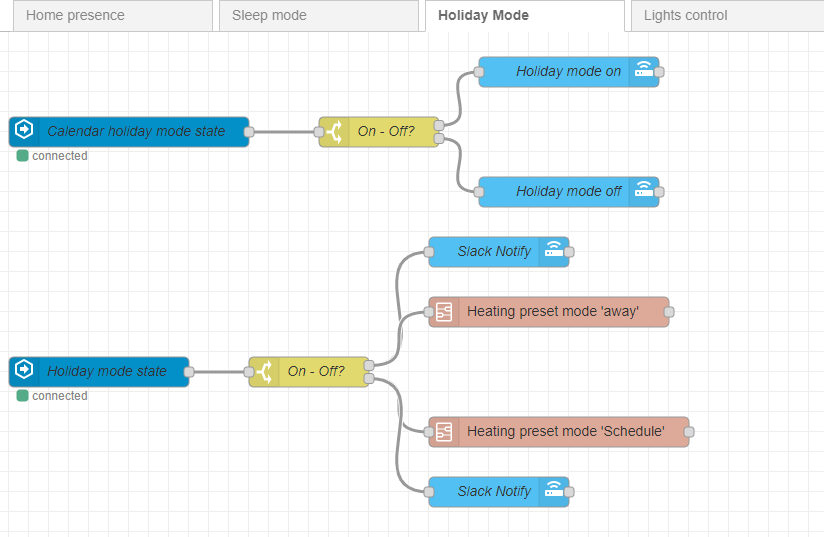 Home presence
Sleep mode
Holiday Mode
Lights control
Holiday mode on
Calendar holiday mode state
On - Off?
connected
Holiday mode off
Slack Notify
Heating preset mode 'away'
Holiday mode state
On - Off?
connected
Heating preset mode 'Schedule'
Slack Notify